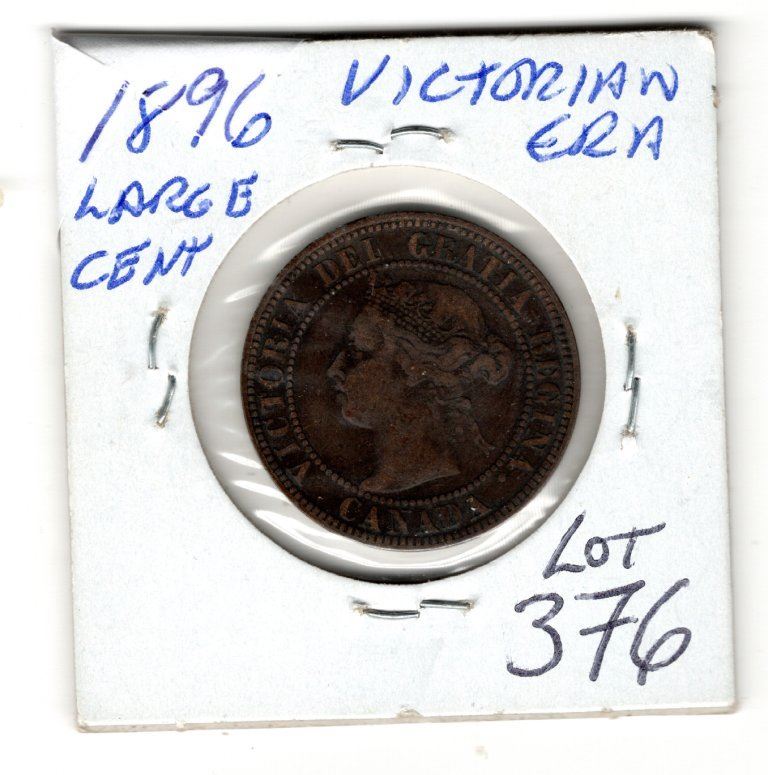 1896 VICTORIAN
ERA
LARGE
CENT
VICTORIA DEI GRATIA REGINA.
CANADA
LOT
376